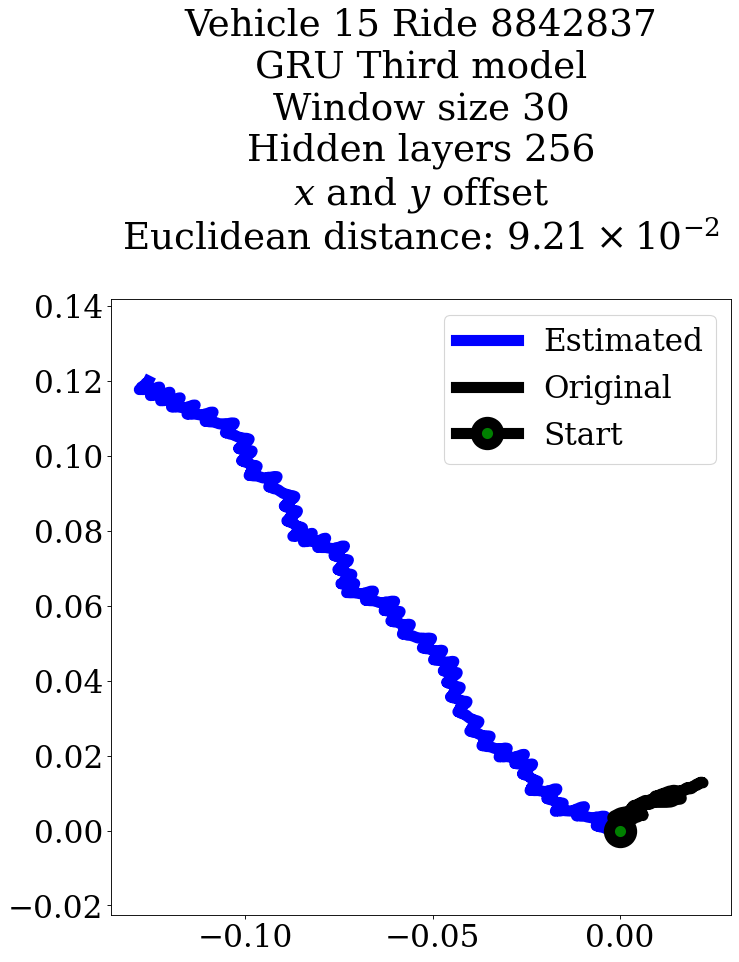 Vehicle 15 Ride 8842837
GRU Third model
Window size 30
Hidden layers 256
x and y offset
Euclidean distance: 9.21 × 10⁻²
Estimated
Original
Start
0.14
0.12
0.10
0.08
0.06
0.04
0.02
0.00
−0.02
−0.10
−0.05
0.00